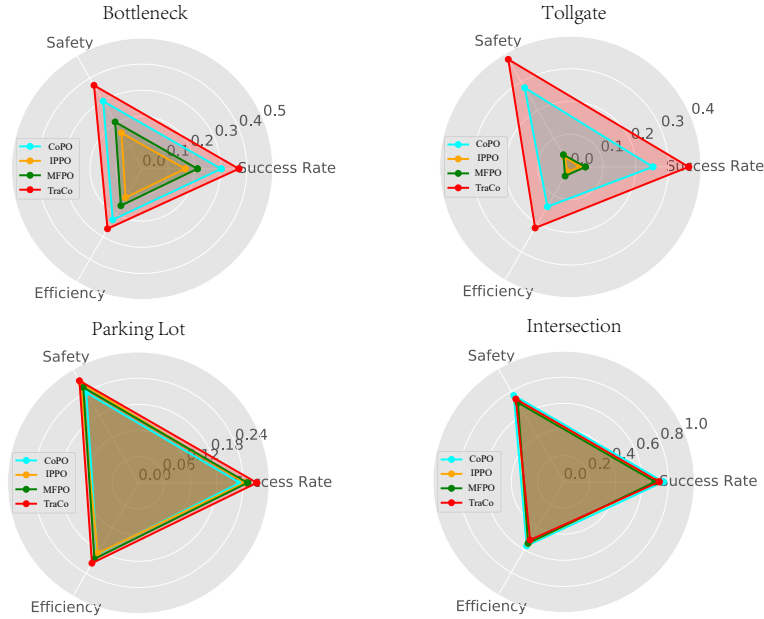 Bottleneck
Safety
0.0
0.1
0.2
0.3
0.4
0.5
Success Rate
Efficiency
CoPO
IPPO
MFPO
TraCo
Tollgate
Safety
0.0
0.1
0.2
0.3
0.4
Success Rate
Efficiency
CoPO
IPPO
MFPO
TraCo
Parking Lot
Safety
0.00
0.06
0.12
0.18
0.24
Success Rate
Efficiency
CoPO
IPPO
MFPO
TraCo
Intersection
Safety
0.0
0.2
0.4
0.6
0.8
1.0
Success Rate
Efficiency
CoPO
IPPO
MFPO
TraCo